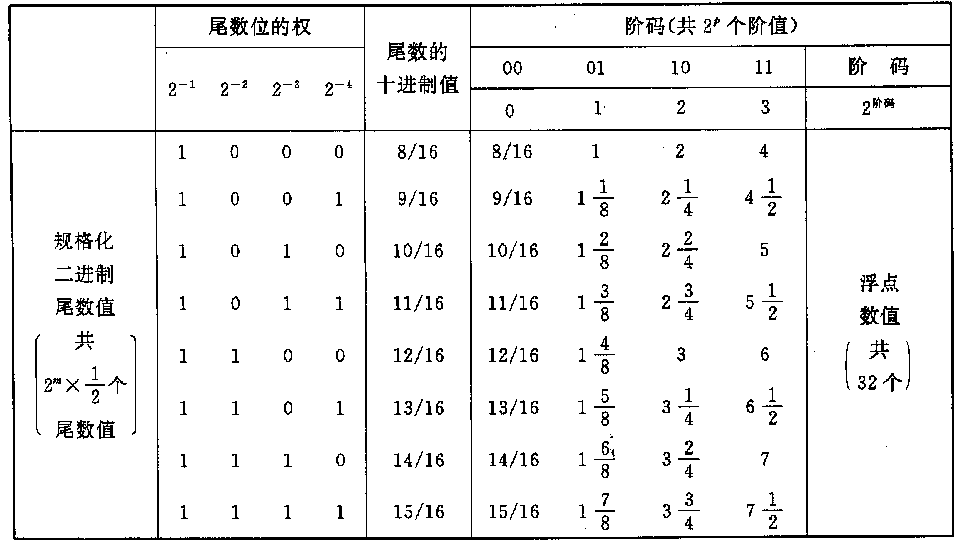 尾数位的权 尾数的十进制值 阶码(共 2ᵖ 个阶值)
2⁻¹ 2⁻² 2⁻³ 2⁻⁴ 00 01 10 11 阶 码
0 1 2 3 2^阶码
规格化
二进制
尾数值
(共
2ᵐ×1/2个
尾数值)
1 0 0 0 8/16 8/16 1 2 4
1 0 0 1 9/16 9/16 1 1/8 2 1/4 4 1/2
1 0 1 0 10/16 10/16 1 2/8 2 2/4 5
1 0 1 1 11/16 11/16 1 3/8 2 3/4 5 1/2
1 1 0 0 12/16 12/16 1 4/8 3 6
1 1 0 1 13/16 13/16 1 5/8 3 1/4 6 1/2
1 1 1 0 14/16 14/16 1 6/8 3 2/4 7
1 1 1 1 15/16 15/16 1 7/8 3 3/4 7 1/2
浮点
数值
(共
32个)